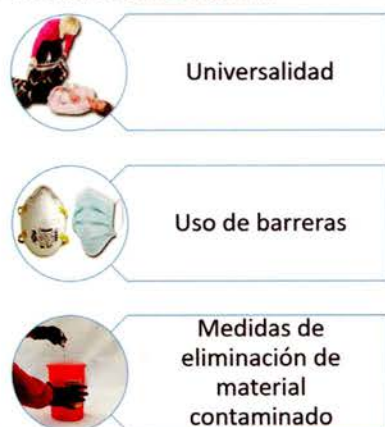 Universalidad
Uso de barreras
Medidas de
eliminación de
material
contaminado